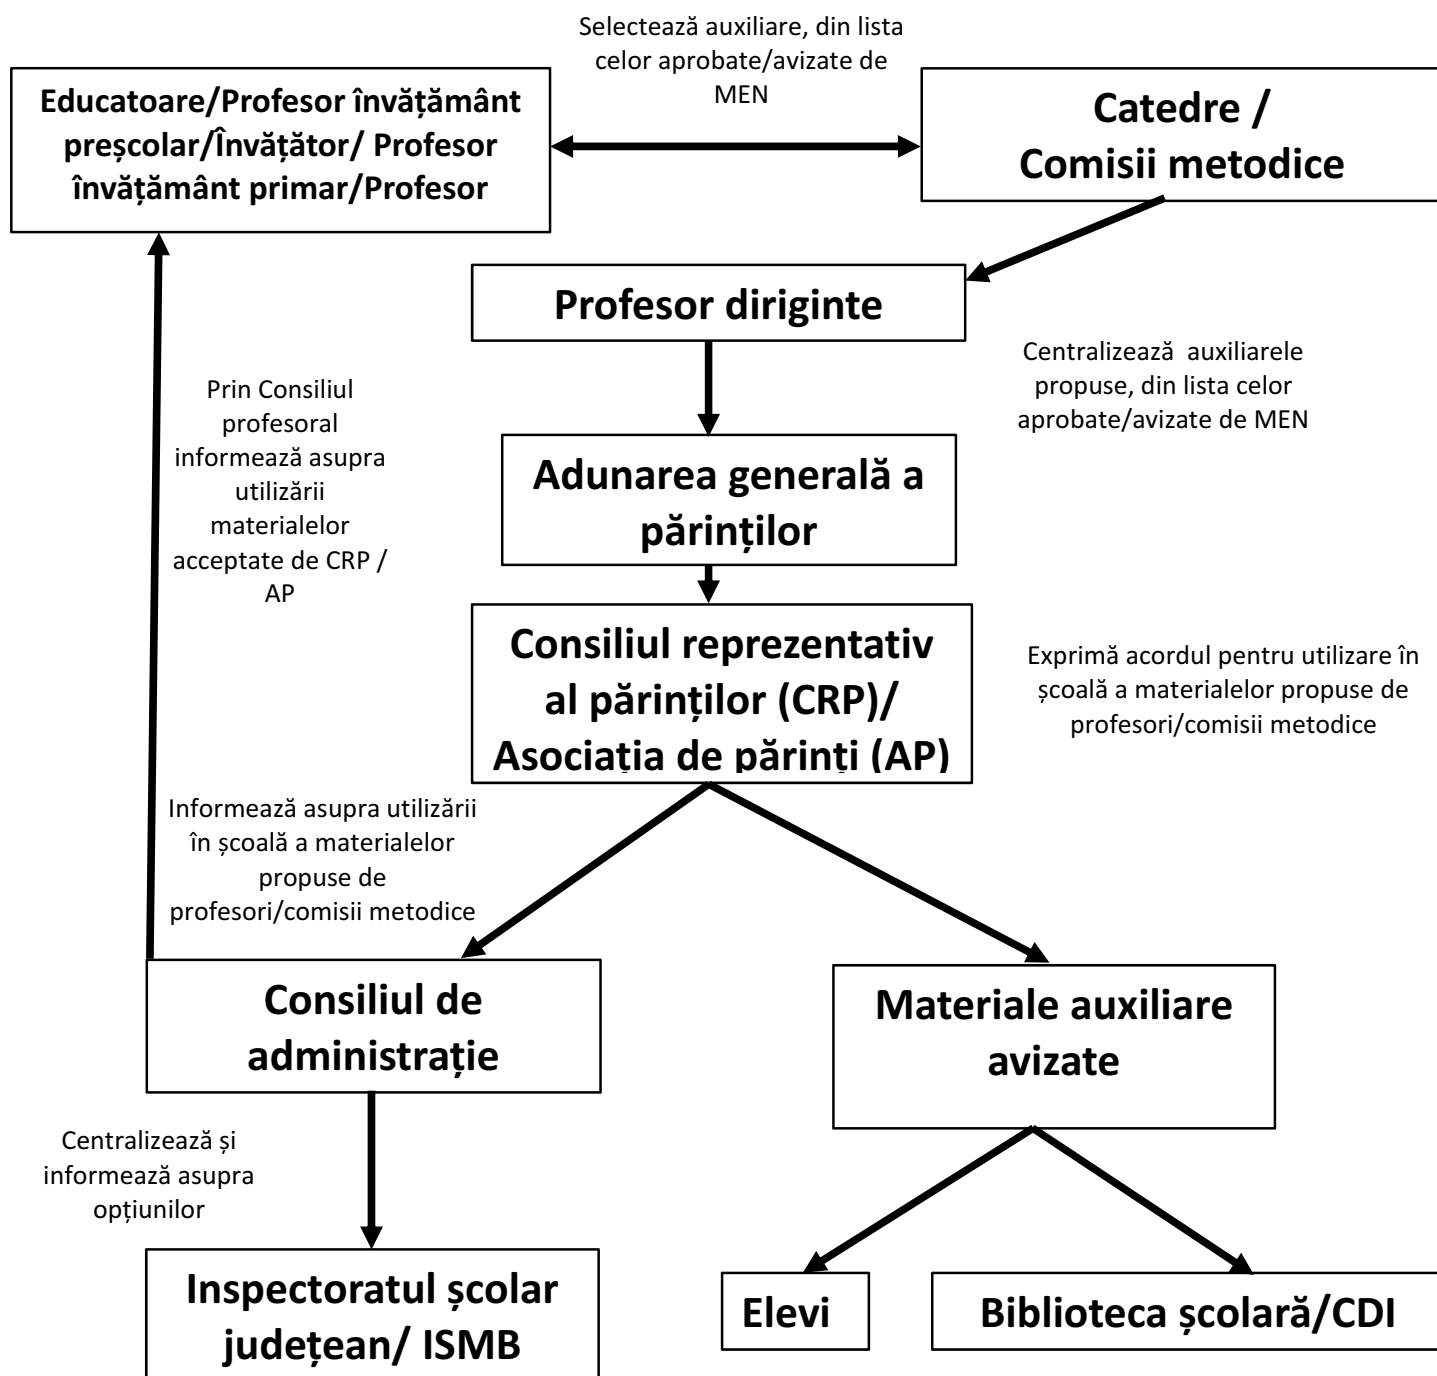 Selectează auxiliare, din lista
celor aprobate/avizate de
MEN
Educatoare/Profesor învățământ
preșcolar/Învățător/ Profesor
învățământ primar/Profesor
Catedre /
Comisii metodice
Profesor diriginte
Centralizează auxiliarele
propuse, din lista celor
aprobate/avizate de MEN
Prin Consiliul
profesoral
informează asupra
utilizării
materialelor
acceptate de CRP /
AP
Adunarea generală a
părinților
Consiliul reprezentativ
al părinților (CRP)/
Asociația de părinți (AP)
Exprimă acordul pentru utilizare în
școală a materialelor propuse de
profesori/comisii metodice
Informează asupra utilizării
în școală a materialelor
propuse de
profesori/comisii metodice
Consiliul de
administrație
Materiale auxiliare
avizate
Centralizează și
informează asupra
opțiunilor
Inspectoratul școlar
județean/ ISMB
Elevi
Biblioteca școlară/CDI